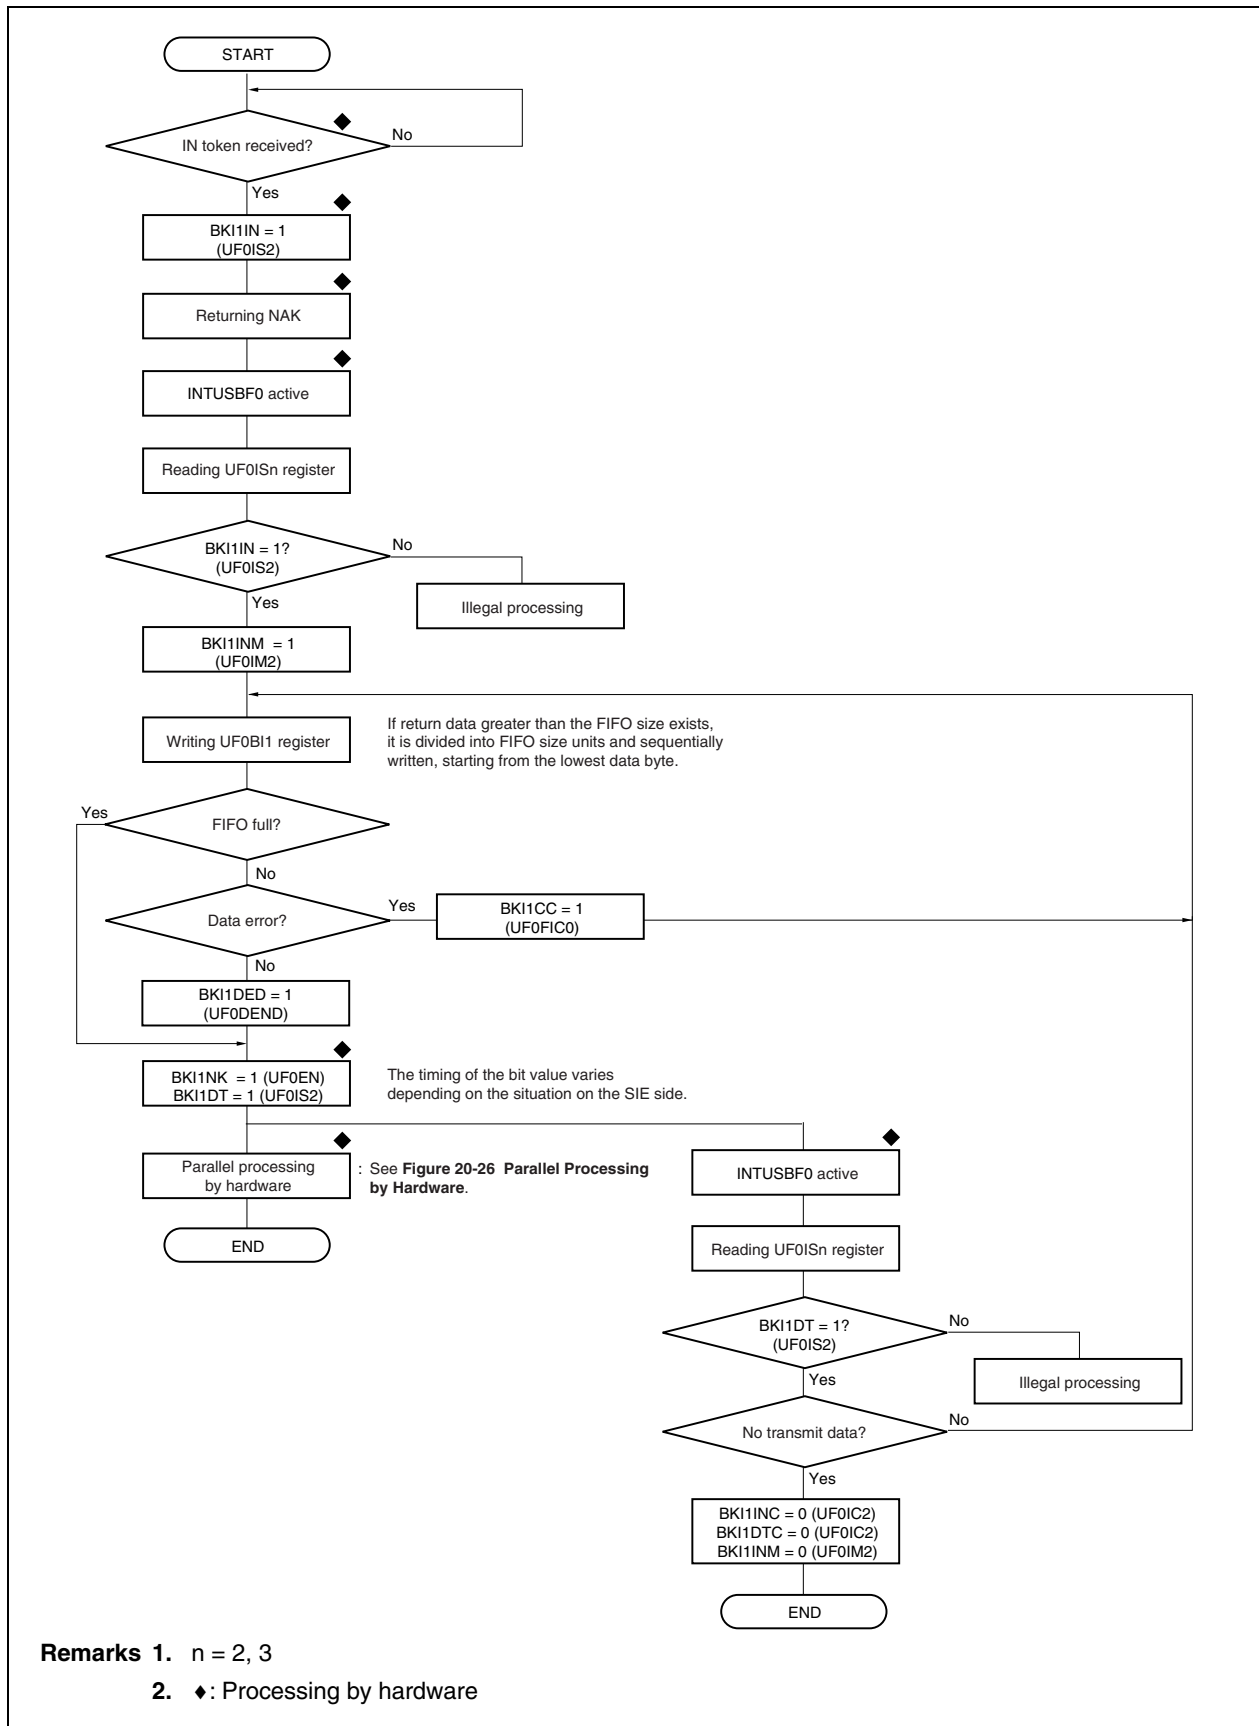 START
IN token received?
No
Yes
BKI1IN = 1
(UF0IS2)
Returning NAK
INTUSBF0 active
Reading UF0ISn register
BKI1IN = 1?
(UF0IS2)
No
Illegal processing
Yes
BKI1INM = 1
(UF0IM2)
Writing UF0BI1 register
If return data greater than the FIFO size exists,
it is divided into FIFO size units and sequentially
written, starting from the lowest data byte.
Yes
FIFO full?
No
Data error?
Yes
BKI1CC = 1
(UF0FIC0)
No
BKI1DED = 1
(UF0DEND)
BKI1NK = 1 (UF0EN)
BKI1DT = 1 (UF0IS2)
The timing of the bit value varies
depending on the situation on the SIE side.
Parallel processing
by hardware
: See Figure 20-26 Parallel Processing
by Hardware.
END
INTUSBF0 active
Reading UF0ISn register
BKI1DT = 1?
(UF0IS2)
No
Illegal processing
Yes
No transmit data?
No
Yes
BKI1INC = 0 (UF0IC2)
BKI1DTC = 0 (UF0IC2)
BKI1INM = 0 (UF0IM2)
END
Remarks 1. n = 2, 3
2. ♦: Processing by hardware